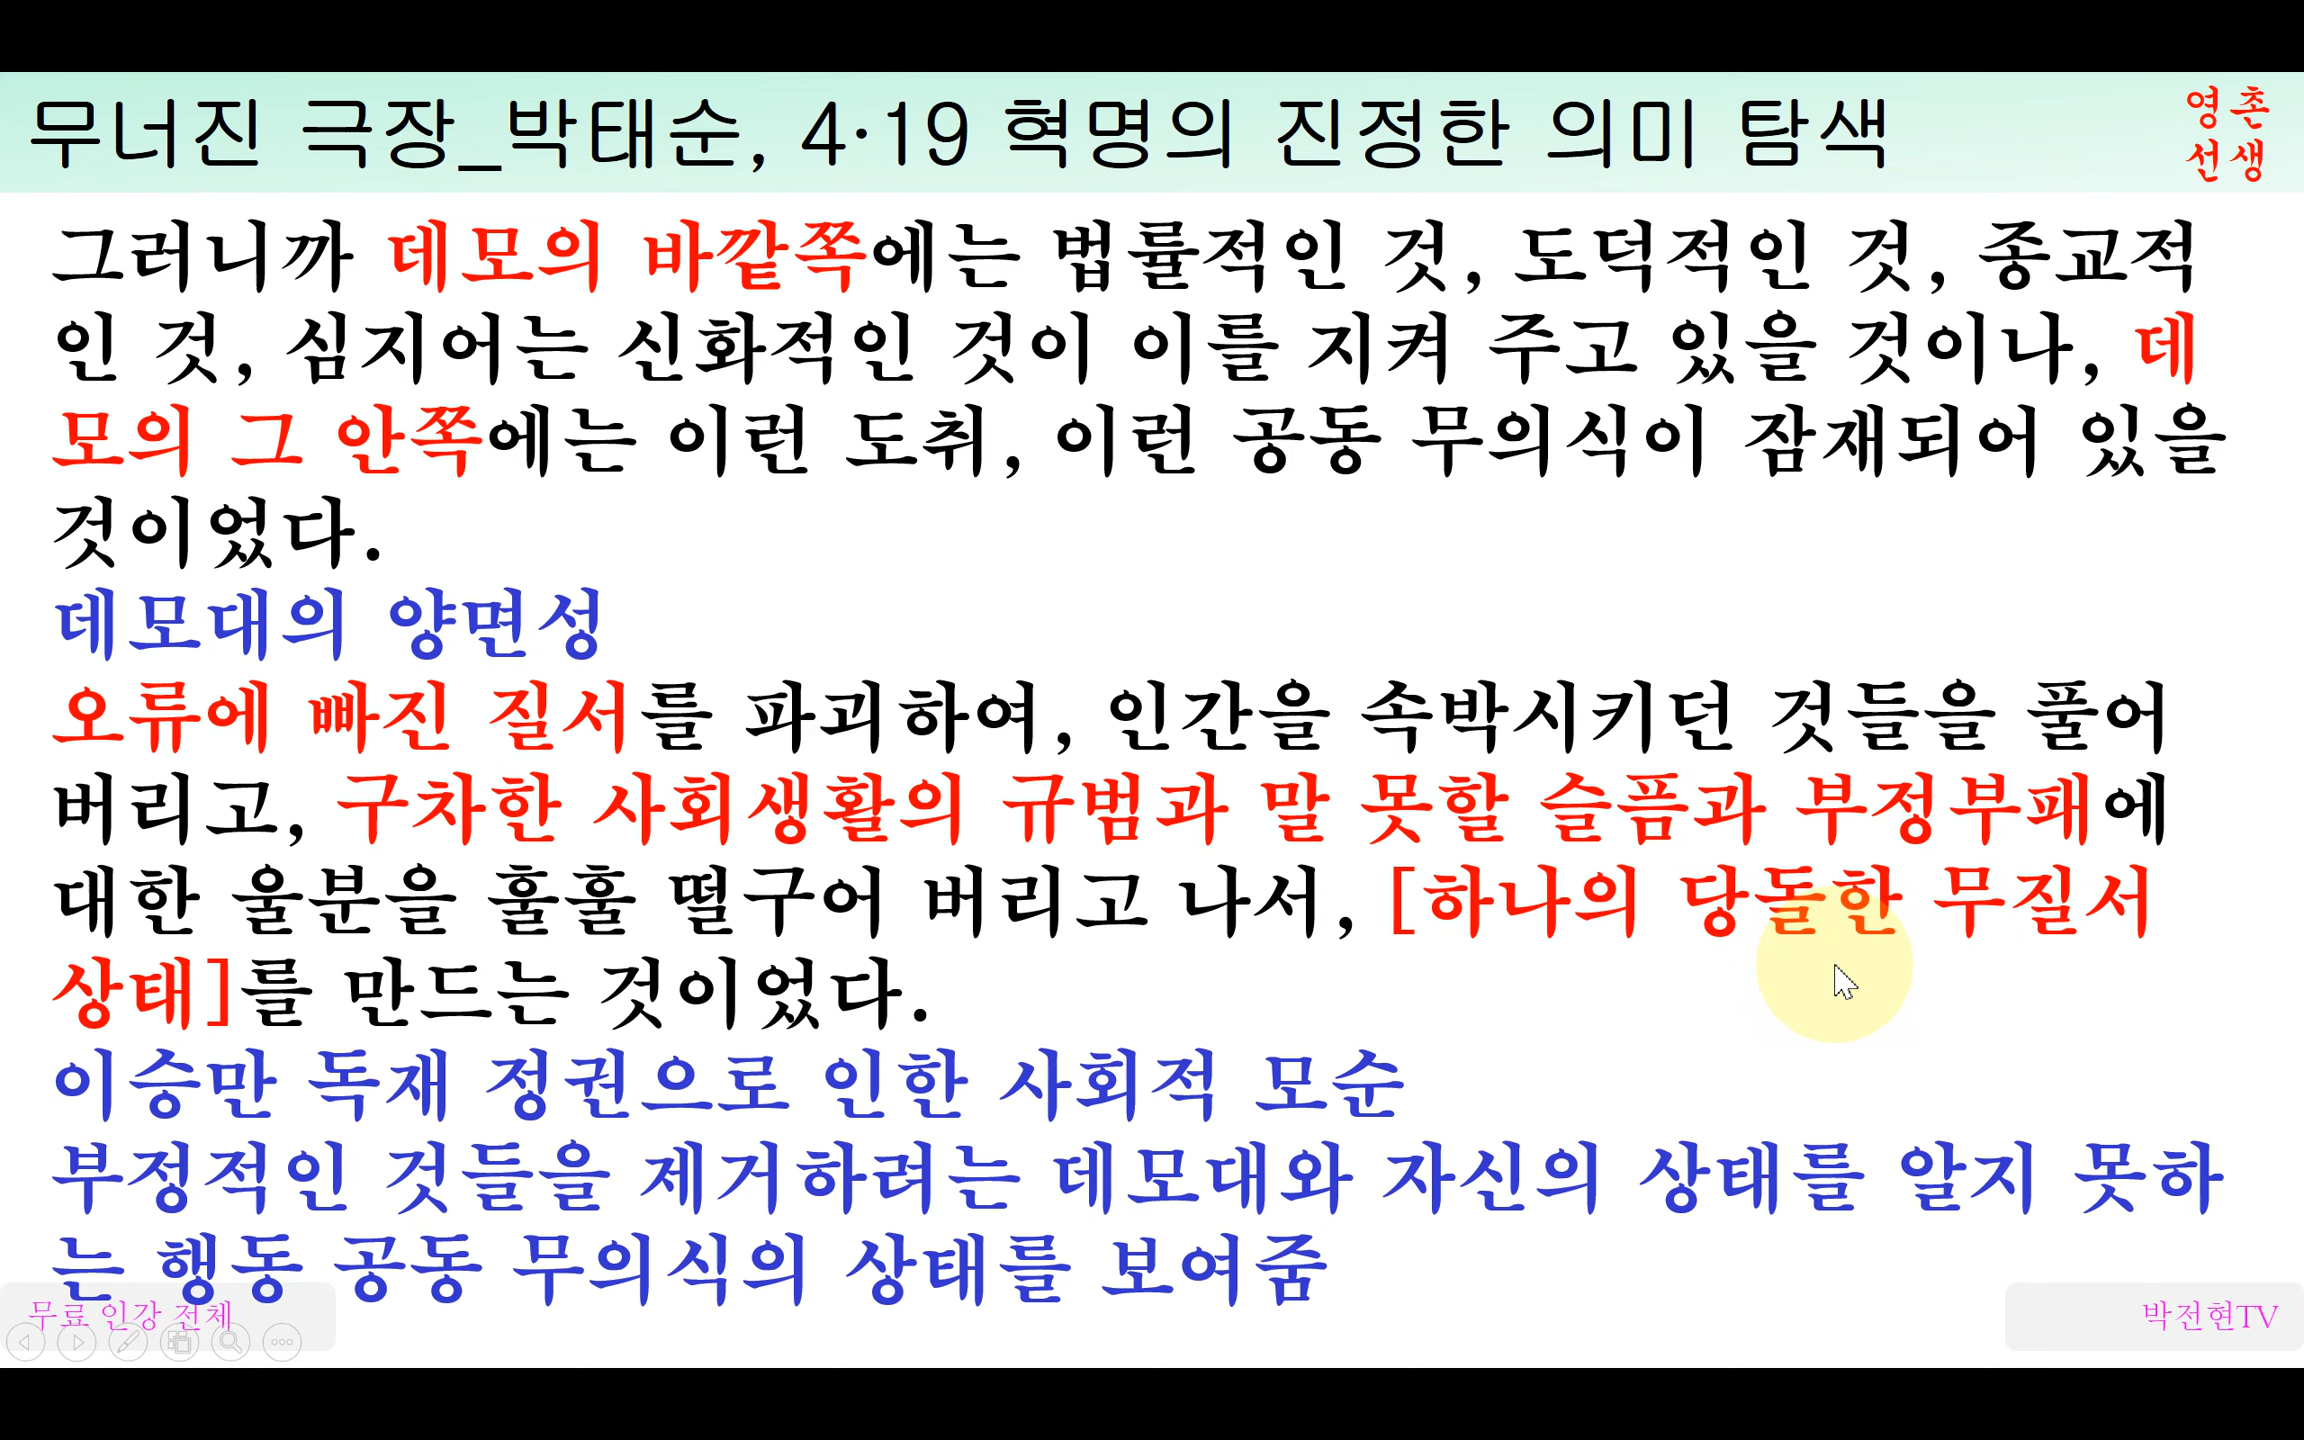 무너진 극장_박태순, 4·19 혁명의 진정한 의미 탐색
영촌
선생
그러니까 데모의 바깥쪽에는 법률적인 것, 도덕적인 것, 종교적
인 것, 심지어는 신화적인 것이 이를 지켜 주고 있을 것이나, 데
모의 그 안쪽에는 이런 도취, 이런 공동 무의식이 잠재되어 있을
것이었다.
데모대의 양면성
오류에 빠진 질서를 파괴하여, 인간을 속박시키던 것들을 풀어
버리고, 구차한 사회생활의 규범과 말 못할 슬픔과 부정부패에
대한 울분을 훌훌 떨구어 버리고 나서, [하나의 당돌한 무질서
상태]를 만드는 것이었다.
이승만 독재 정권으로 인한 사회적 모순
부정적인 것들을 제거하려는 데모대와 자신의 상태를 알지 못하
는 행동 공동 무의식의 상태를 보여줌
무료 인강 전체
박전현TV